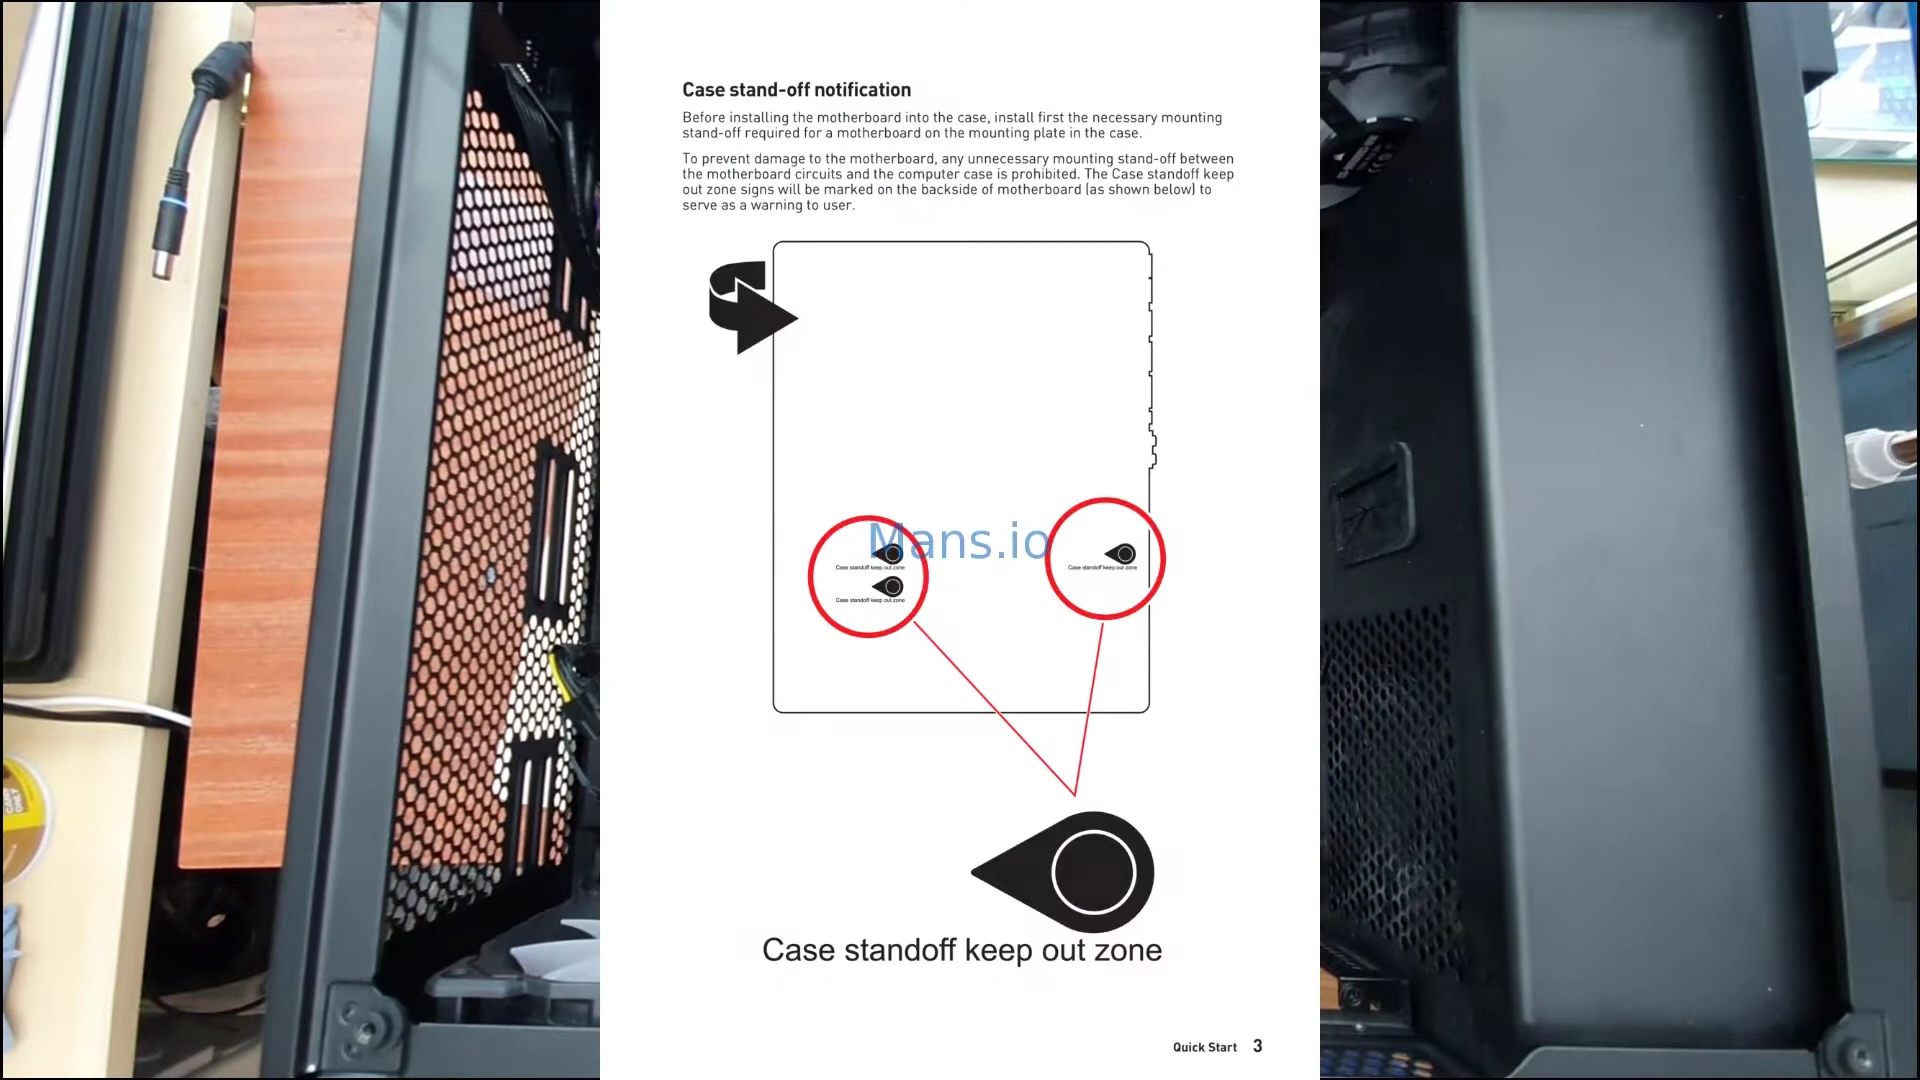 Case stand-off notification
Before installing the motherboard into the case, install first the necessary mounting
stand-off required for a motherboard on the mounting plate in the case.
To prevent damage to the motherboard, any unnecessary mounting stand-off between
the motherboard circuits and the computer case is prohibited. The Case standoff keep
out zone signs will be marked on the backside of motherboard (as shown below) to
serve as a warning to user.
Mans.io
Case standoff keep out zone
Case standoff keep out zone
Case standoff keep out zone
Case standoff keep out zone
Quick Start 3